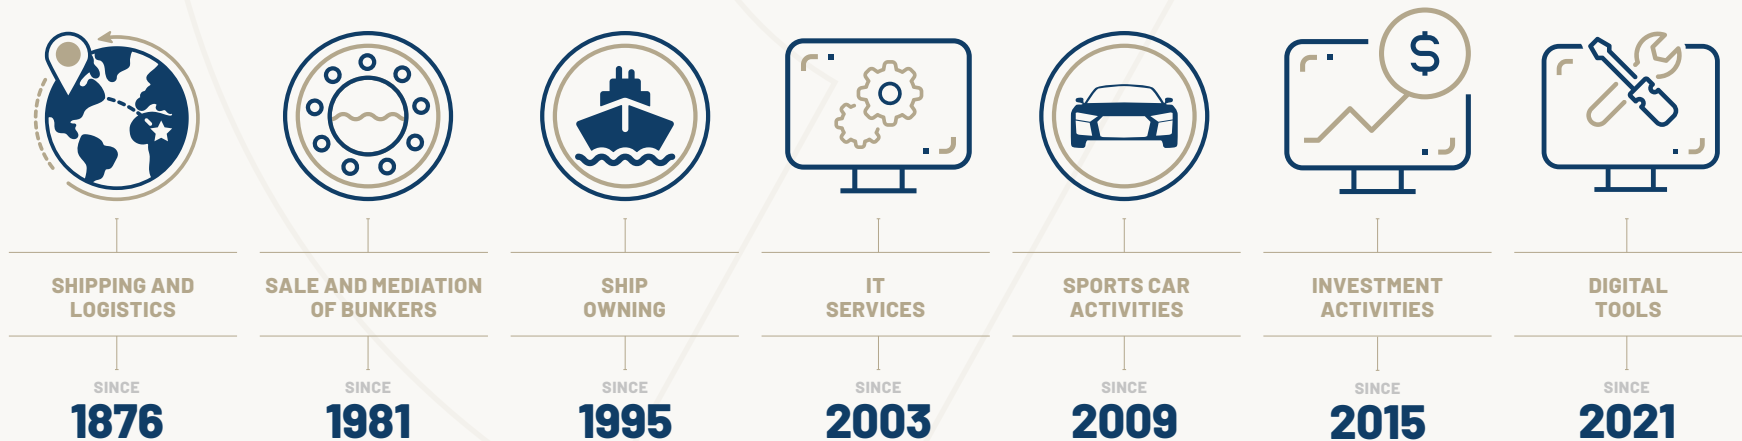 $
SHIPPING AND
LOGISTICS
SINCE
1876
SALE AND MEDIATION
OF BUNKERS
SINCE
1981
SHIP
OWNING
SINCE
1995
IT
SERVICES
SINCE
2003
SPORTS CAR
ACTIVITIES
SINCE
2009
INVESTMENT
ACTIVITIES
SINCE
2015
DIGITAL
TOOLS
SINCE
2021